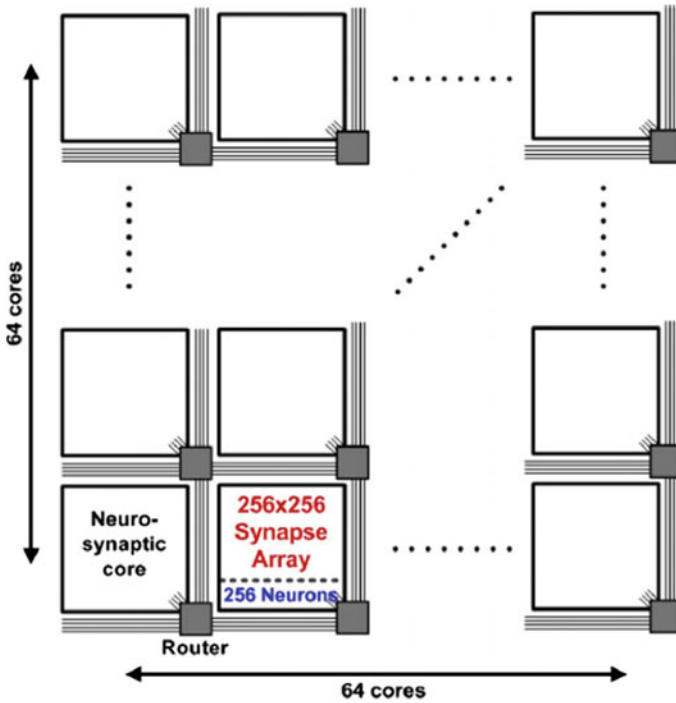 64 cores
Neuro-
synaptic
core
256x256
Synapse
Array
256 Neurons
Router
64 cores